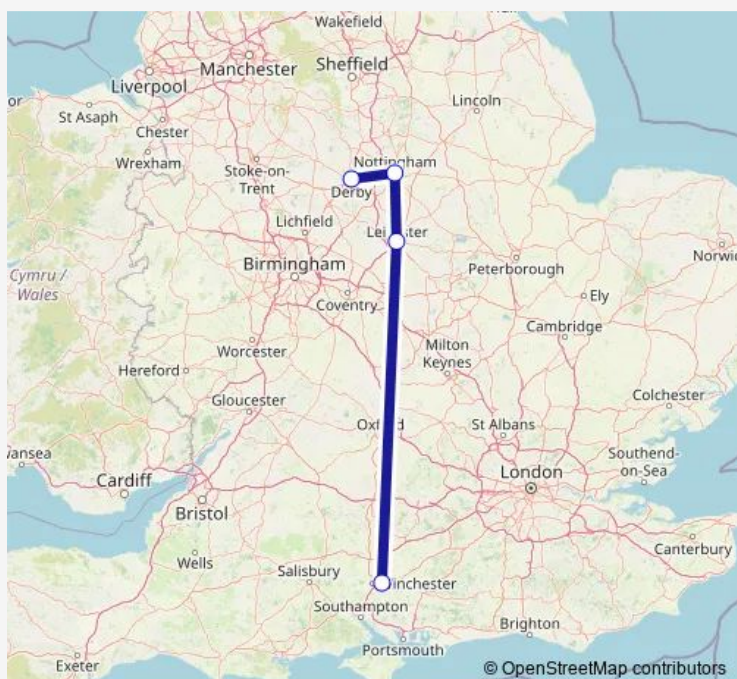 Wakefield
Manchester
Sheffield
Liverpool
St Asaph
Chester
Lincoln
Wrexham
Stoke-on-
Trent
Nottingham
Derby
Lichfield
Birmingham
Peterborough
Norwic
Cymru /
Wales
Coventry
Ely
Cambridge
Worcester
Milton
Keynes
Hereford
Gloucester
Colchester
St Albans
Southend-
on-Sea
London
Cardiff
Bristol
Wells
Salisbury
Canterbury
Southampton
Brighton
Portsmouth
Exeter
© OpenStreetMap contributors